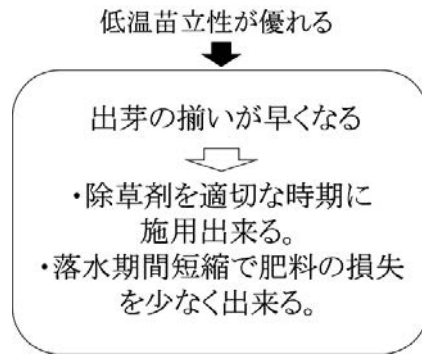 低温苗立性が優れる
出芽の揃いが早くなる
・除草剤を適切な時期に
施用出来る。
・落水期間短縮で肥料の損失
を少なく出来る。